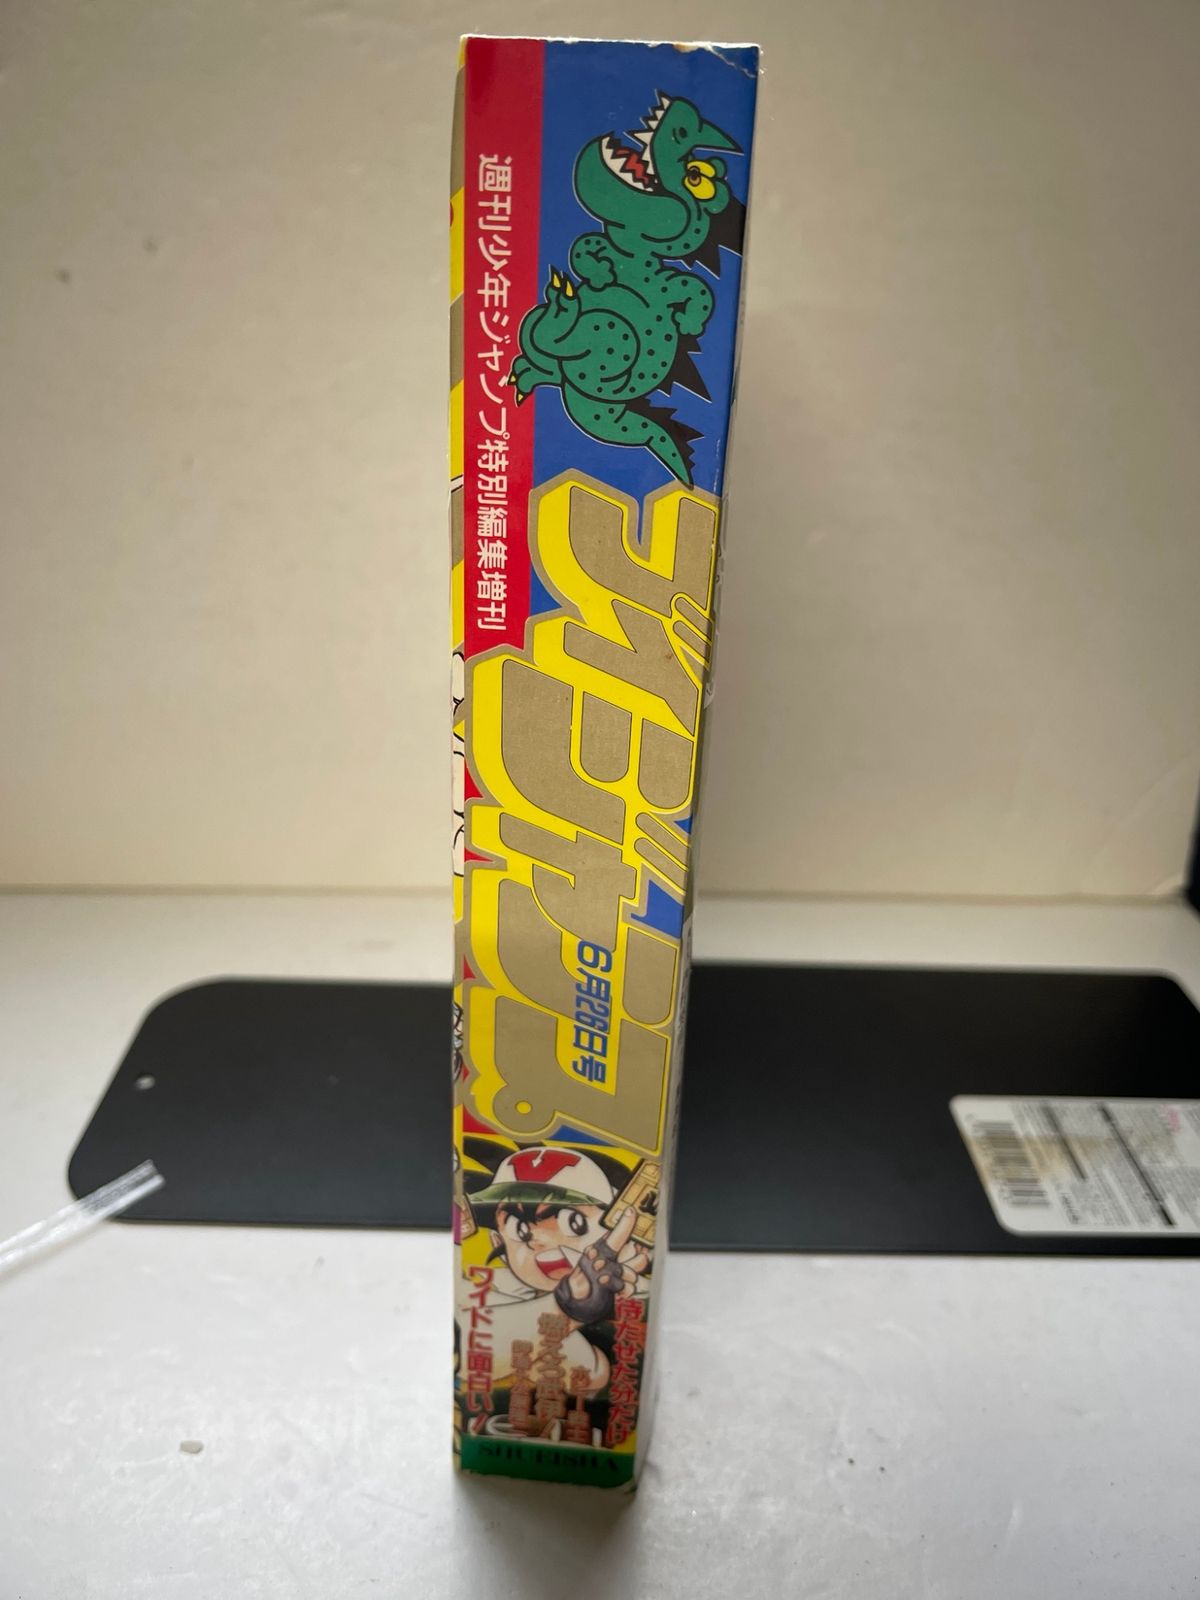 週刊少年ジャンプ特別編集増刊
ブイジャンプ
6月26日号
待たせた分だけ
ワイドに面白い!
SHUEISHA